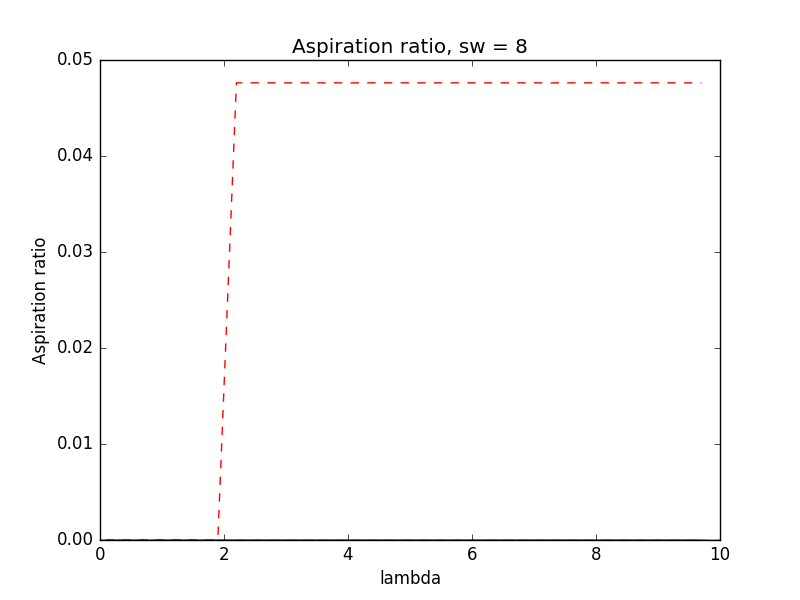 Aspiration ratio, sw = 8
0.05
0.04
0.03
0.02
0.01
0.00
Aspiration ratio
0 2 4 6 8 10
lambda